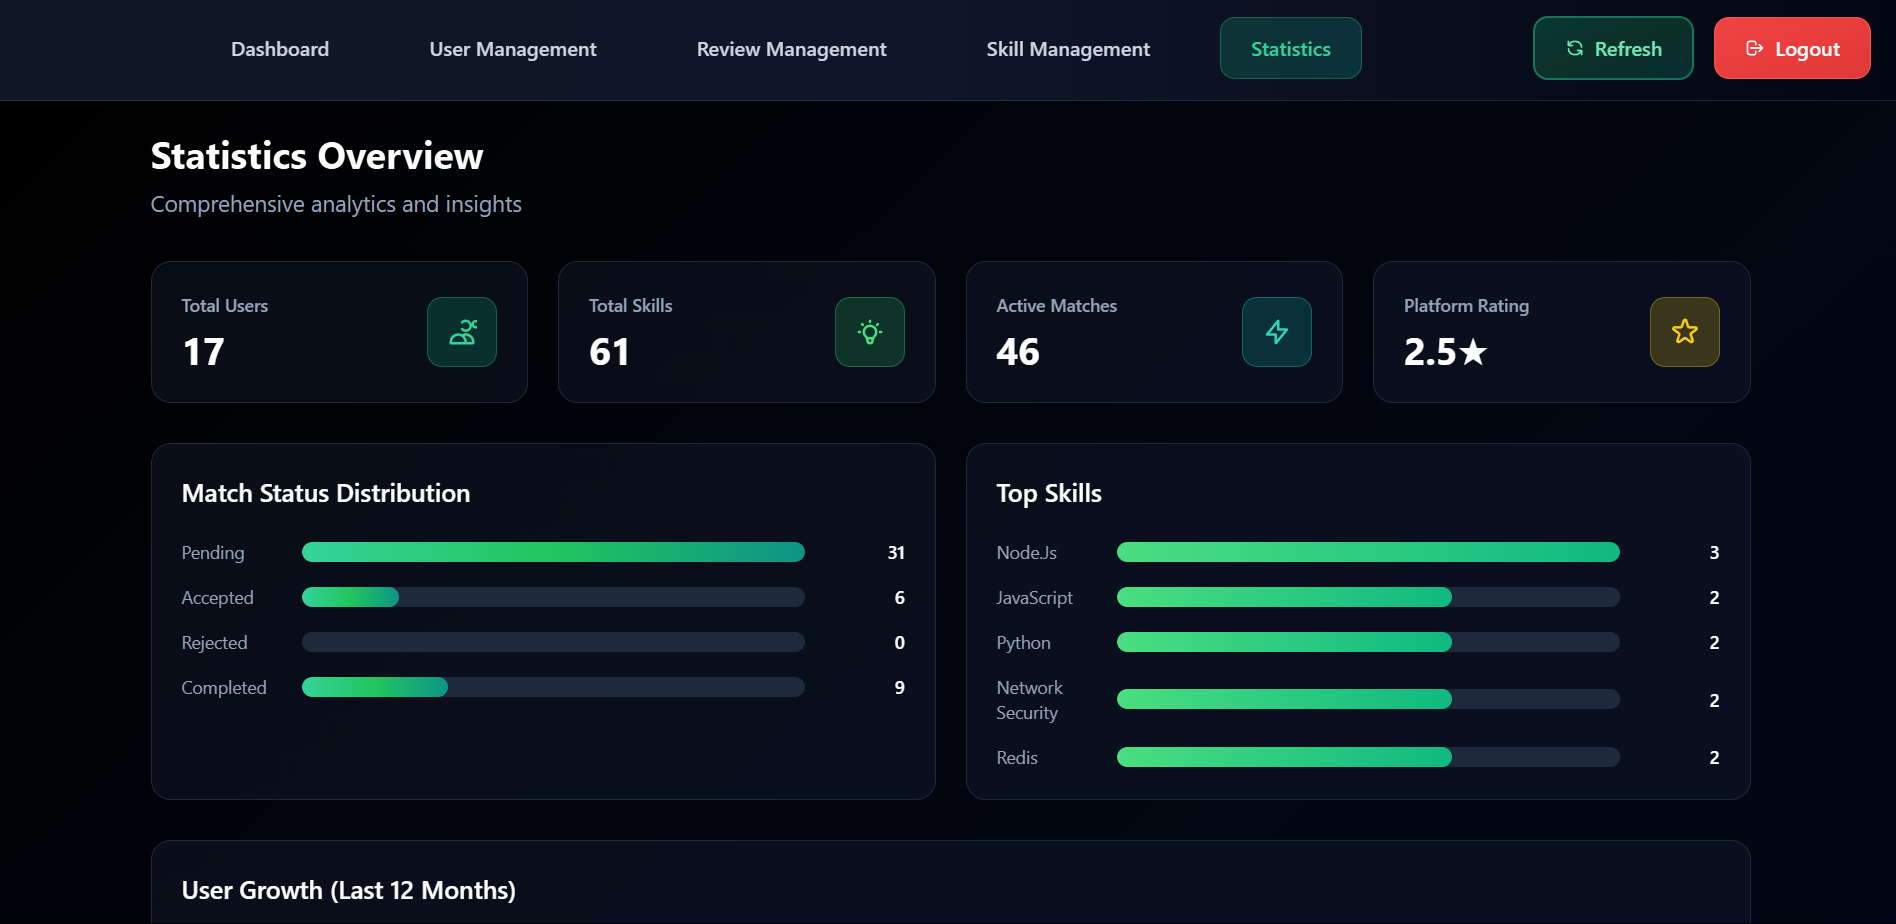 Dashboard
User Management
Review Management
Skill Management
Statistics
Refresh
Logout
Statistics Overview
Comprehensive analytics and insights
Total Users
17
Total Skills
61
Active Matches
46
Platform Rating
2.5★
Match Status Distribution
Pending 31
Accepted 6
Rejected 0
Completed 9
Top Skills
Node.Js 3
JavaScript 2
Python 2
Network
Security 2
Redis 2
User Growth (Last 12 Months)